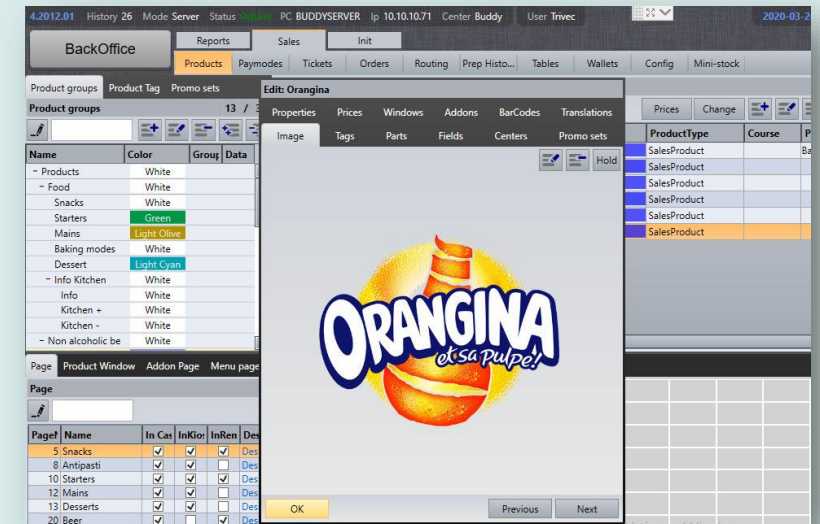 4.2012.01 History 26 Mode Server Status OnLine PC BUDDYSERVER Ip 10.10.10.71 Center Buddy User Trivec 2020-03-2
BackOffice
Reports Sales Init
Products Paymodes Tickets Orders Routing Prep Histo... Tables Wallets Config Mini-stock
Product groups Product Tag Promo sets
Product groups 13 / 3
Name Color Group Data
- Products White
- Food White
Snacks White
Starters Green
Mains Light Olive
Baking modes White
Dessert Light Cyan
- Info Kitchen White
Info White
Kitchen + White
Kitchen - White
- Non alcoholic be White
Edit: Orangina
Properties Prices Windows Addons BarCodes Translations
Image Tags Parts Fields Centers Promo sets
Hold
ORANGINA
et sa pulpe!
OK Previous Next
Prices Change
ProductType Course P
SalesProduct Ba
SalesProduct
SalesProduct
SalesProduct
SalesProduct
SalesProduct
Page Product Window Addon Page Menu page
Page
Name In Cas InKio: InRen Des
5 Snacks Des
8 Antipasti Des
10 Starters Des
12 Mains Des
13 Desserts Des
20 Beer Des